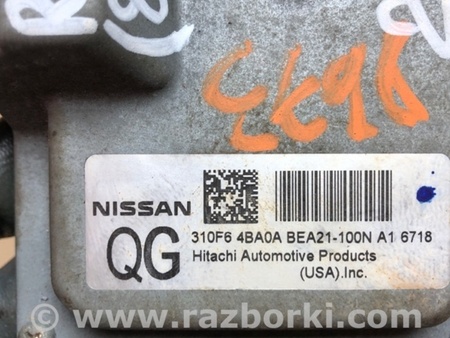 NISSAN
QG
310F6 4BA0A BEA21-100N A1 6718
Hitachi Automotive Products
(USA).Inc.
© www.razborki.com